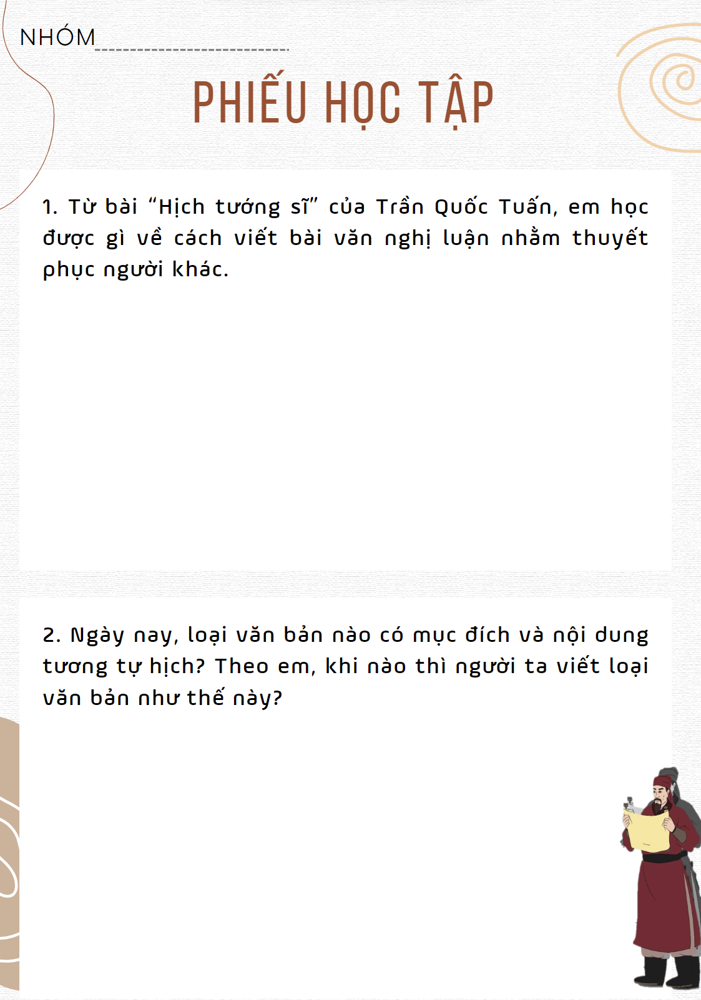 NHÓM
PHIẾU HỌC TẬP
1. Từ bài “Hịch tướng sĩ” của Trần Quốc Tuấn, em học
được gì về cách viết bài văn nghị luận nhằm thuyết
phục người khác.
2. Ngày nay, loại văn bản nào có mục đích và nội dung
tương tự hịch? Theo em, khi nào thì người ta viết loại
văn bản như thế này?